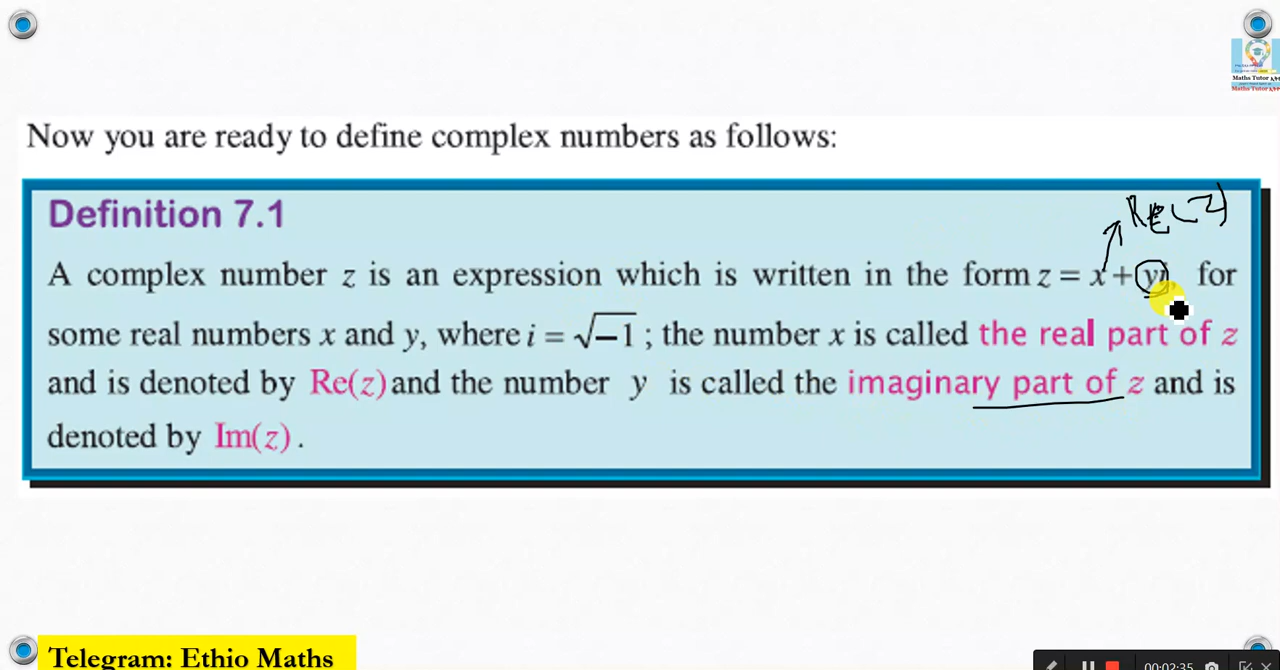 Maths Tutor
Now you are ready to define complex numbers as follows:
Definition 7.1
Re(z)
A complex number z is an expression which is written in the form z = x + yi, for
some real numbers x and y, where i = √−1 ; the number x is called the real part of z
and is denoted by Re(z) and the number y is called the imaginary part of z and is
denoted by Im(z) .
Telegram: Ethio Maths
00:02:35